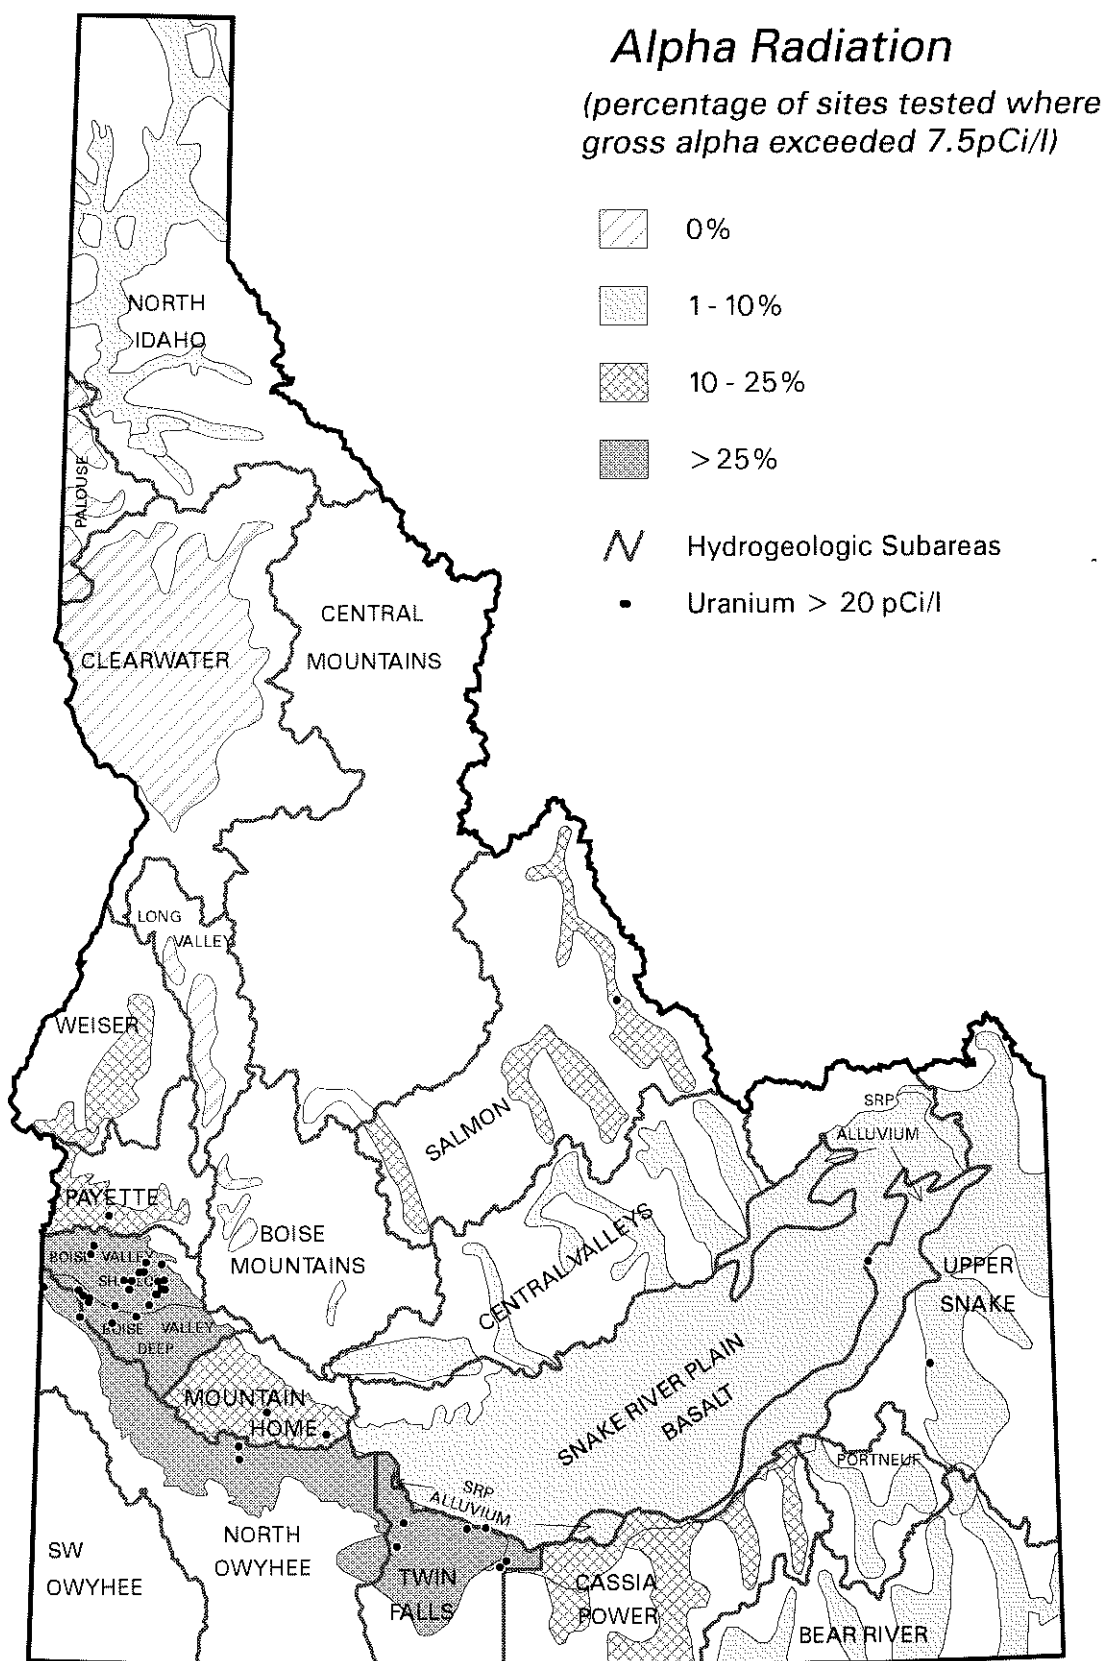 Alpha Radiation
(percentage of sites tested where
gross alpha exceeded 7.5pCi/l)
0%
1 - 10%
10 - 25%
>25%
Hydrogeologic Subareas
Uranium > 20 pCi/l
NORTH
IDAHO
PALOUSE
CENTRAL
MOUNTAINS
CLEARWATER
LONG
VALLEY
WEISER
SALMON
SRP
ALLUVIUM
PAYETTE
BOISE
MOUNTAINS
BOISE VALLEY
SHALLOW
BOISE VALLEY
DEEP
CENTRAL VALLEYS
UPPER
SNAKE
MOUNTAIN
HOME
SNAKE RIVER PLAIN
BASALT
PORTNEUF
SRP
ALLUVIUM
NORTH
OWYHEE
SW
OWYHEE
TWIN
FALLS
CASSIA
POWER
BEAR RIVER